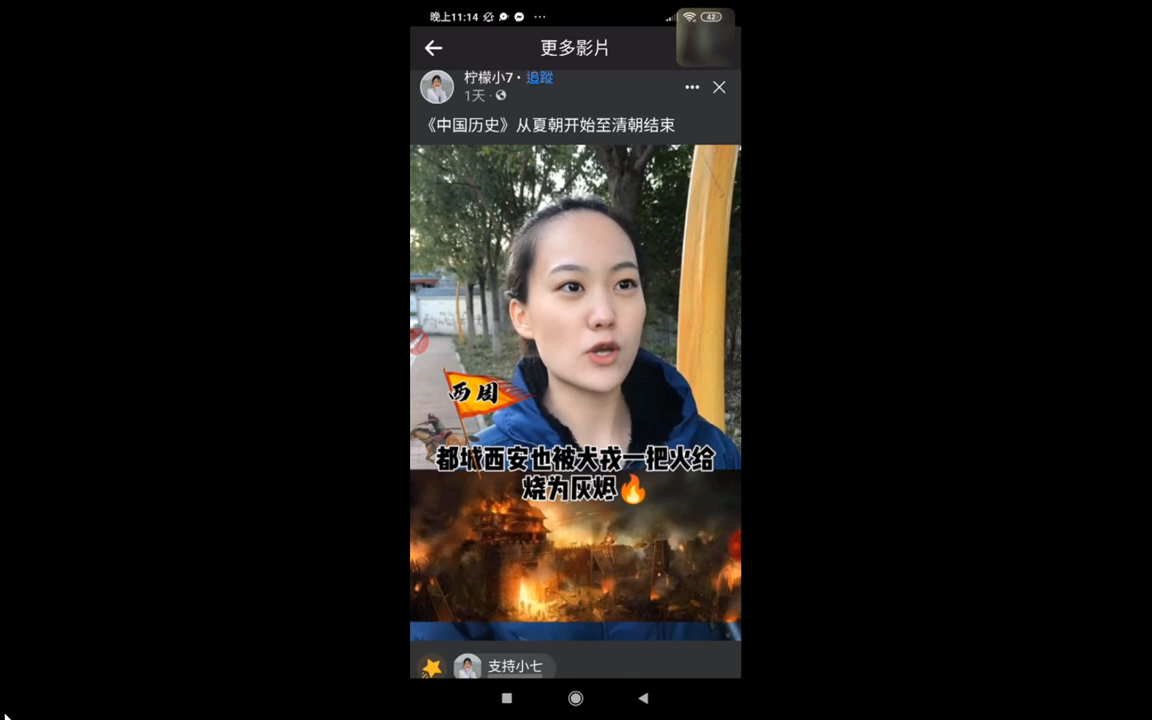 晚上11:14
42
更多影片
柠檬小7 · 追蹤
1天 ·
《中国历史》从夏朝开始至清朝结束
西周
都城西安也被犬戎一把火给
烧为灰烬🔥
支持小七